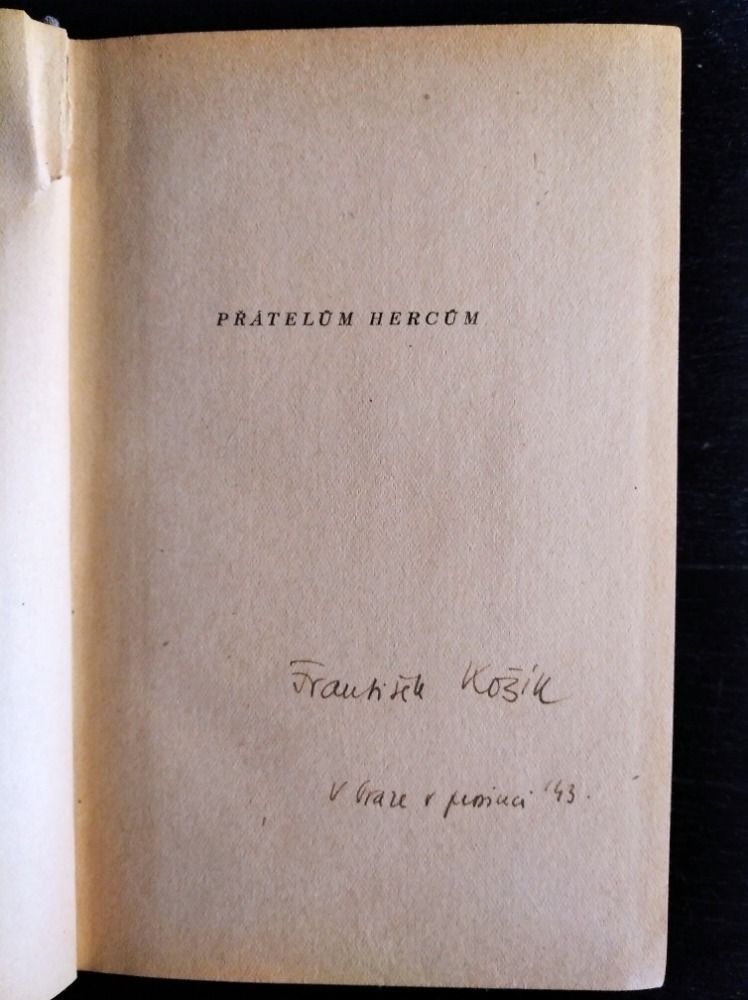 PŘÁTELŮM HERCŮM
František Kožík
V Praze v prosinci '43.